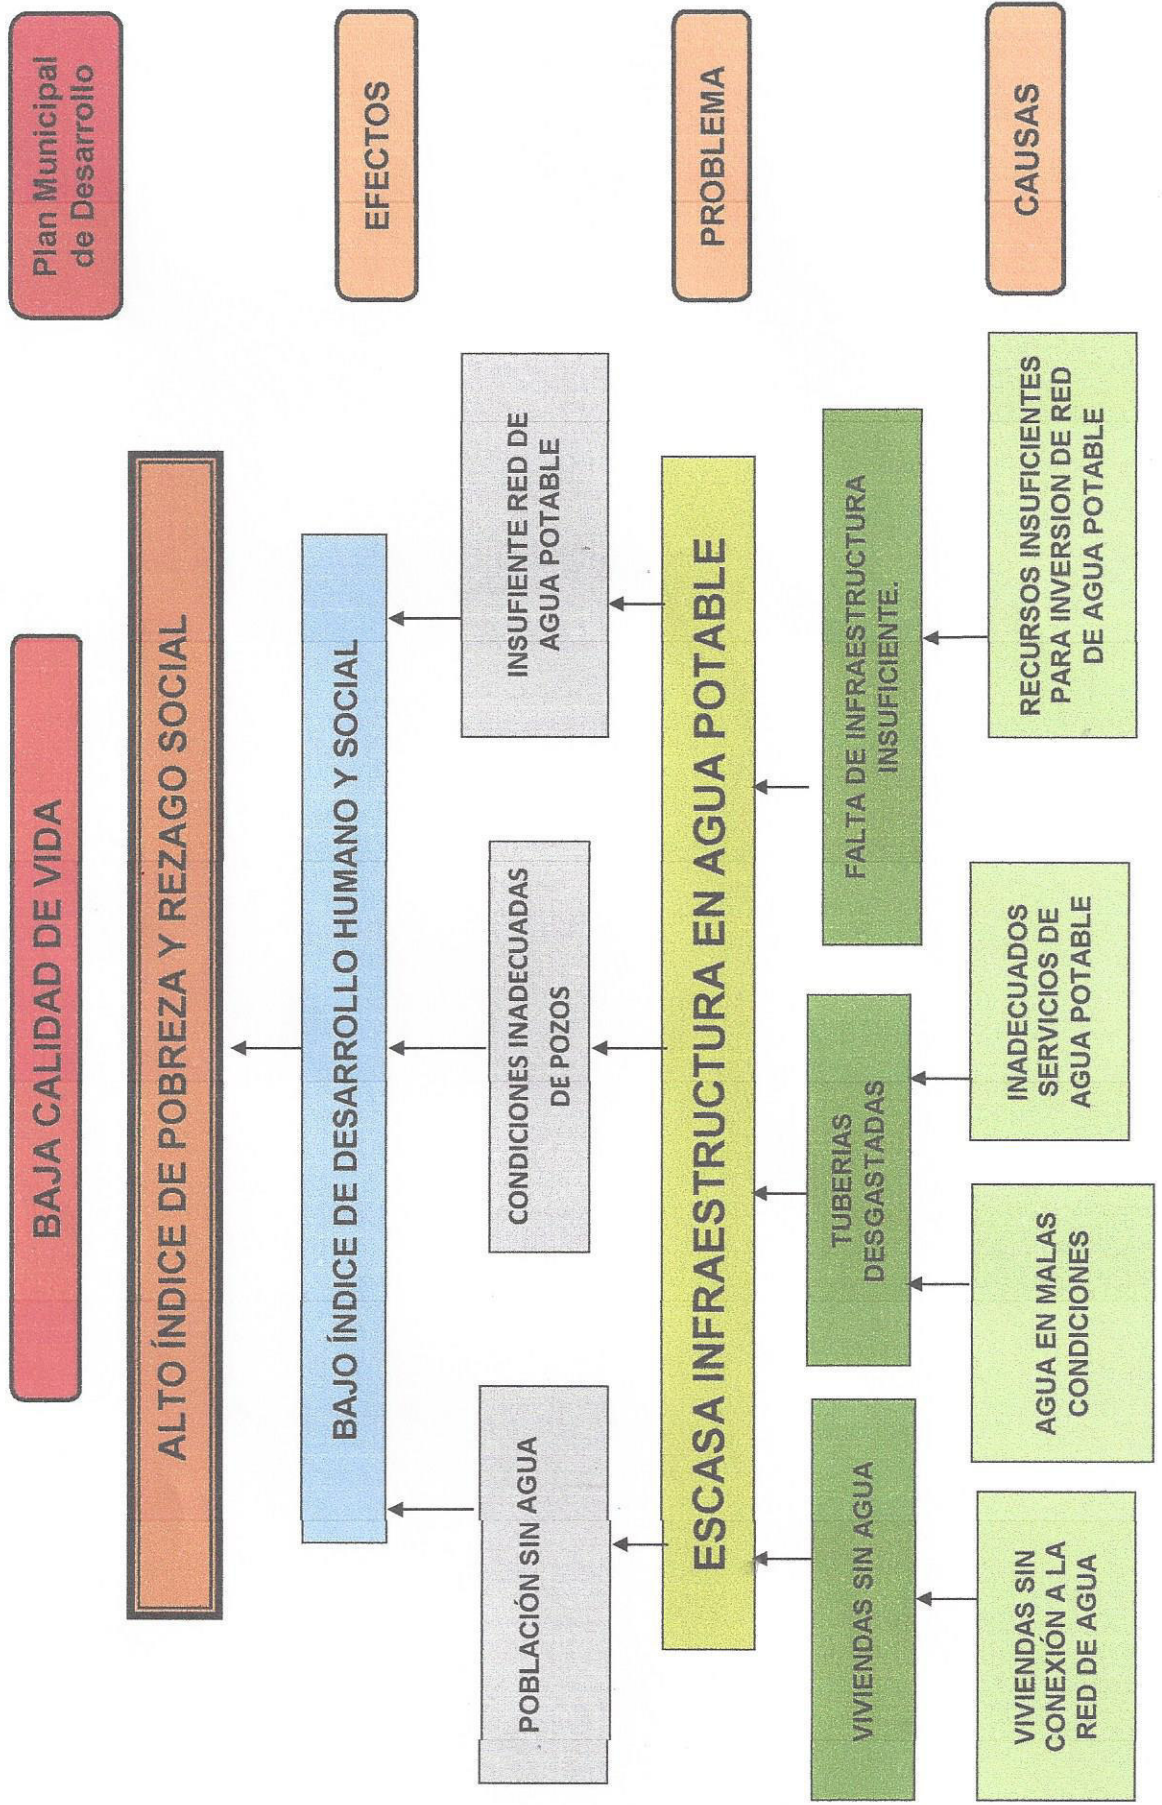 Plan Municipal
de Desarrollo
BAJA CALIDAD DE VIDA
ALTO ÍNDICE DE POBREZA Y REZAGO SOCIAL
EFECTOS
BAJO ÍNDICE DE DESARROLLO HUMANO Y SOCIAL
POBLACIÓN SIN AGUA
CONDICIONES INADECUADAS
DE POZOS
INSUFIENTE RED DE
AGUA POTABLE
PROBLEMA
ESCASA INFRAESTRUCTURA EN AGUA POTABLE
VIVIENDAS SIN AGUA
TUBERIAS
DESGASTADAS
FALTA DE INFRAESTRUCTURA
INSUFICIENTE.
CAUSAS
VIVIENDAS SIN
CONEXIÓN A LA
RED DE AGUA
AGUA EN MALAS
CONDICIONES
INADECUADOS
SERVICIOS DE
AGUA POTABLE
RECURSOS INSUFICIENTES
PARA INVERSION DE RED
DE AGUA POTABLE